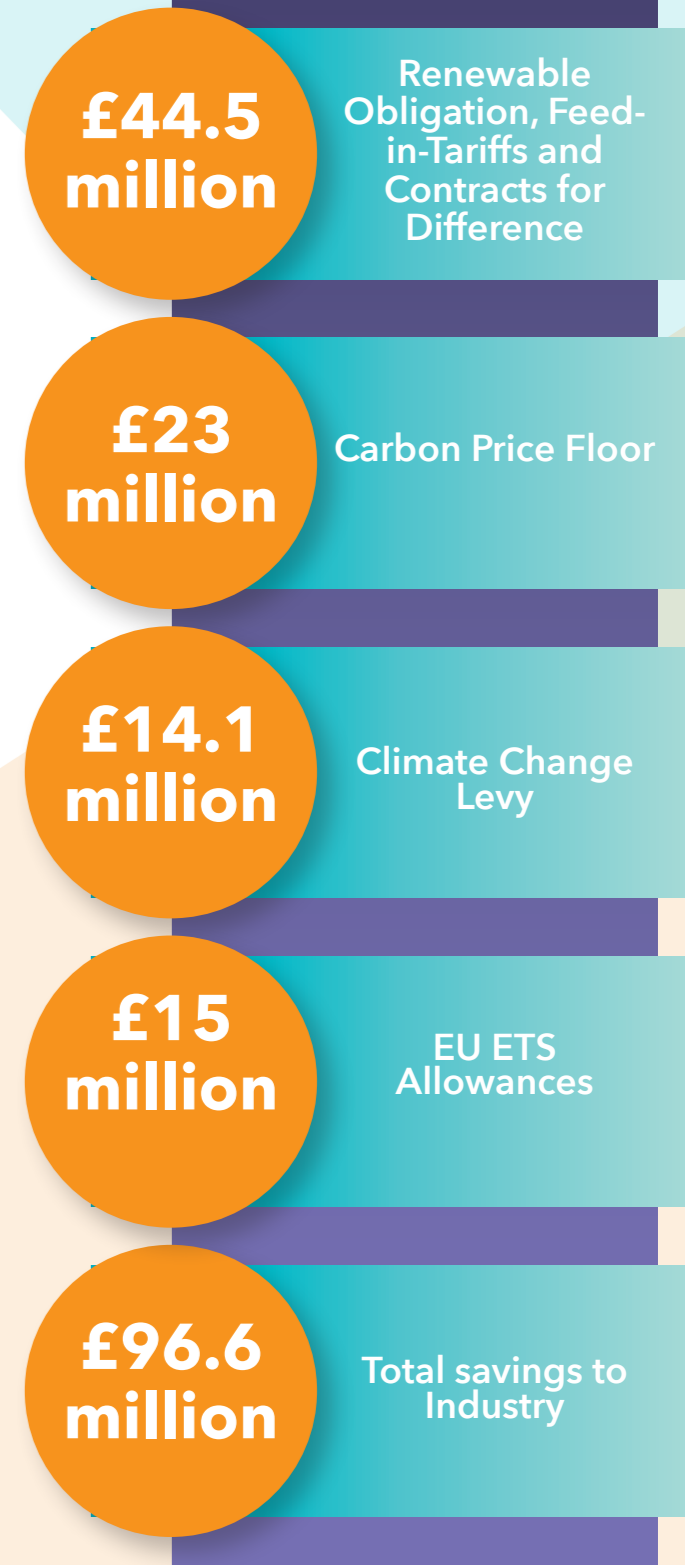 £44.5
million
Renewable
Obligation, Feed-
in-Tariffs and
Contracts for
Difference
£23
million
Carbon Price Floor
£14.1
million
Climate Change
Levy
£15
million
EU ETS
Allowances
£96.6
million
Total savings to
Industry